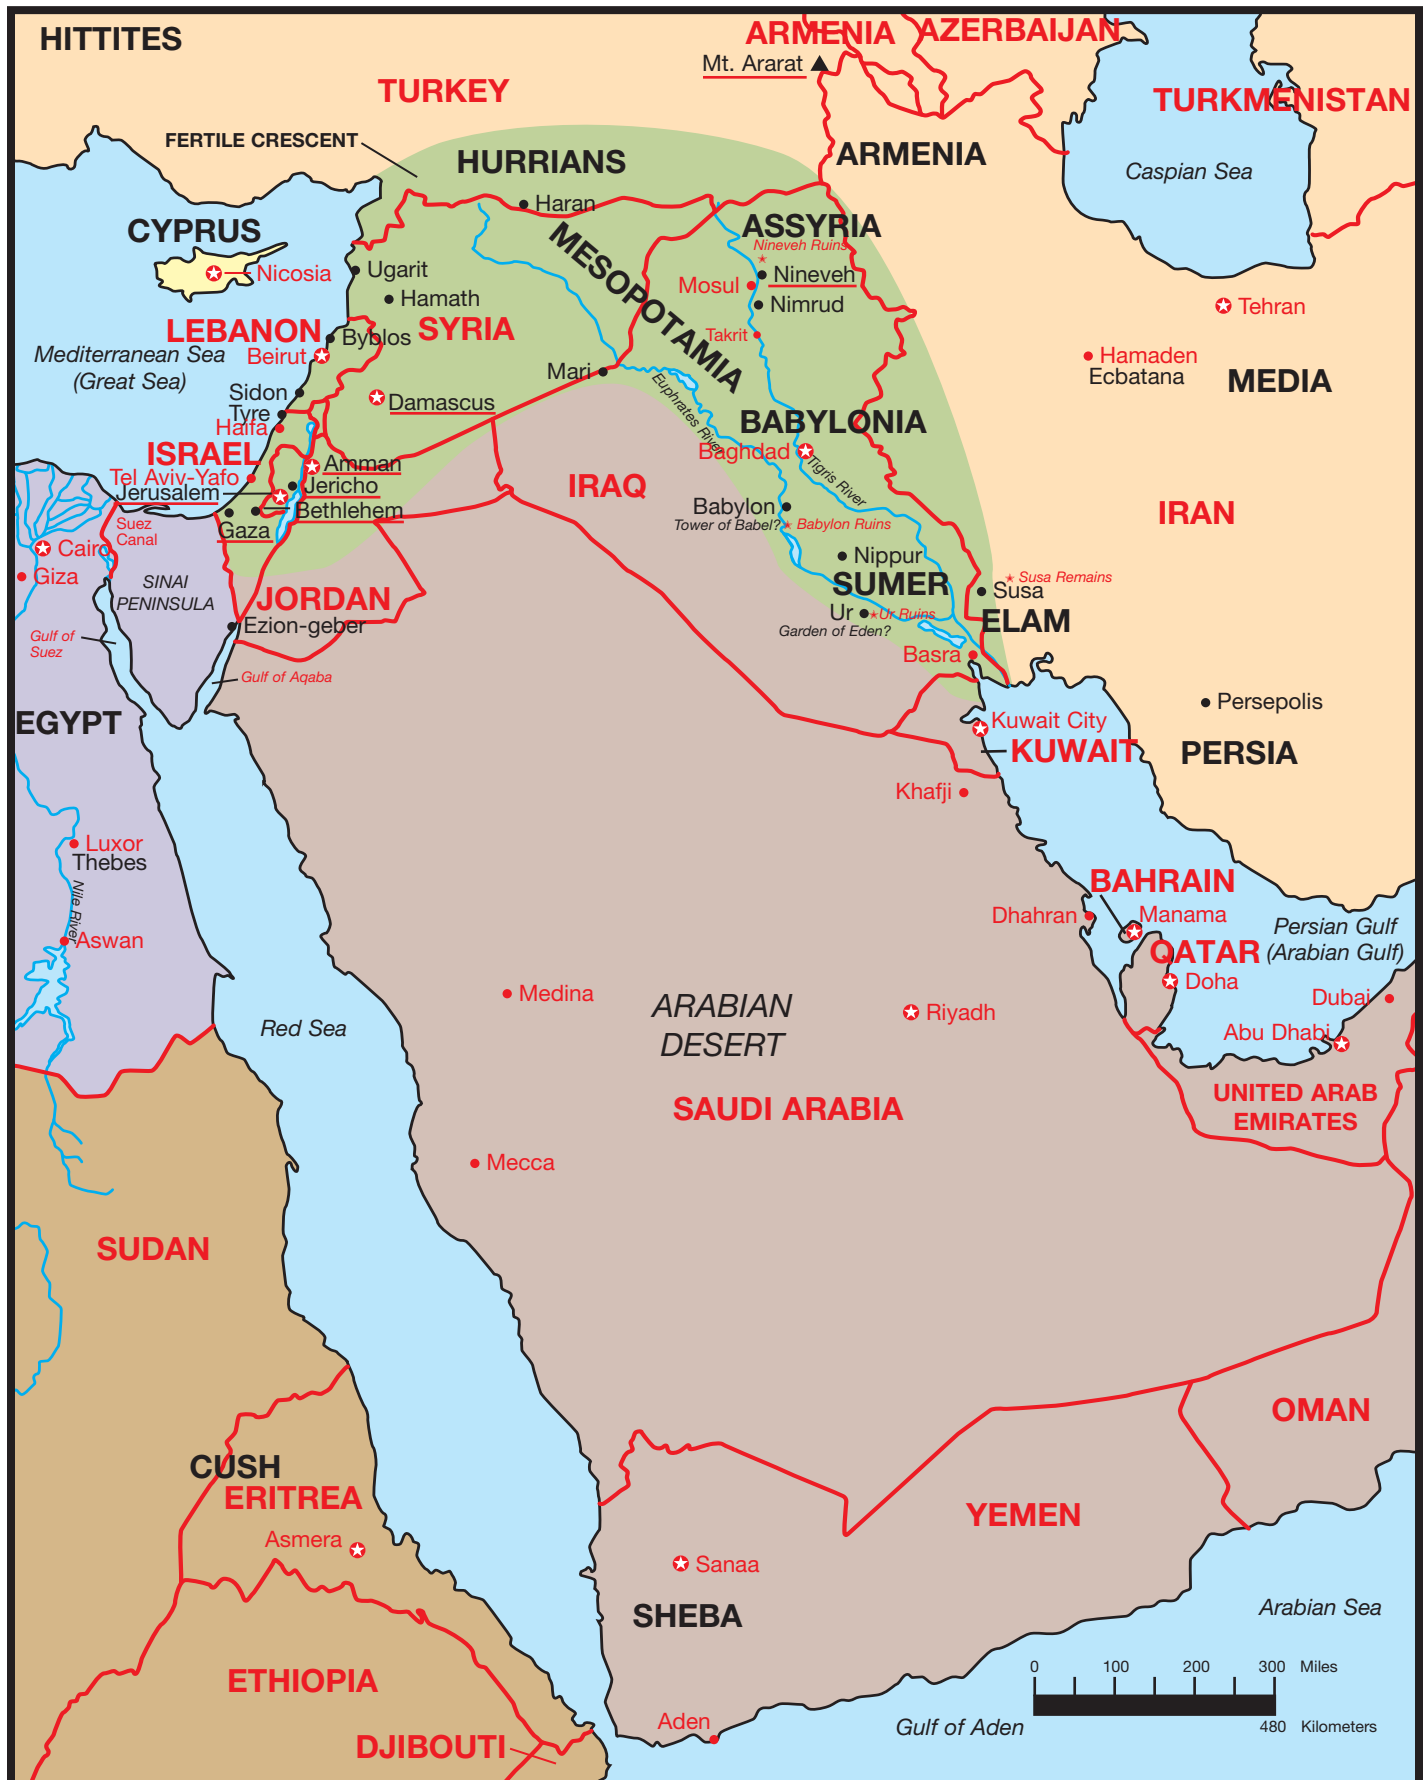 HITTITES
ARMENIA
AZERBAIJAN
Mt. Ararat
TURKEY
TURKMENISTAN
FERTILE CRESCENT
HURRIANS
ARMENIA
Caspian Sea
CYPRUS
Haran
ASSYRIA
Nineveh Ruins
MESOPOTAMIA
Nicosia
Ugarit
Nineveh
Mosul
Hamath
Nimrud
Tehran
LEBANON
SYRIA
Byblos
Takrit
Mediterranean Sea
(Great Sea)
Beirut
Hamaden
Ecbatana
MEDIA
Mari
Euphrates River
Sidon
Damascus
Tyre
Haifa
BABYLONIA
ISRAEL
Baghdad
Tigris River
Amman
Tel Aviv-Yafo
Jericho
Jerusalem
IRAQ
Bethlehem
Babylon
IRAN
Gaza
Tower of Babel?
Babylon Ruins
Suez
Canal
Cairo
Nippur
Giza
SINAI
PENINSULA
SUMER
Susa Remains
Susa
JORDAN
Ur
Ur Ruins
ELAM
Ezion-geber
Garden of Eden?
Gulf of
Suez
Basra
Gulf of Aqaba
Persepolis
EGYPT
Kuwait City
KUWAIT
PERSIA
Khafji
Luxor
Thebes
Nile River
BAHRAIN
Dhahran
Manama
Persian Gulf
(Arabian Gulf)
Aswan
QATAR
Doha
Medina
ARABIAN
DESERT
Riyadh
Dubai
Red Sea
Abu Dhabi
SAUDI ARABIA
UNITED ARAB
EMIRATES
Mecca
SUDAN
OMAN
CUSH
ERITREA
YEMEN
Asmera
Sanaa
SHEBA
Arabian Sea
ETHIOPIA
0 100 200 300 Miles
480 Kilometers
Aden
Gulf of Aden
DJIBOUTI